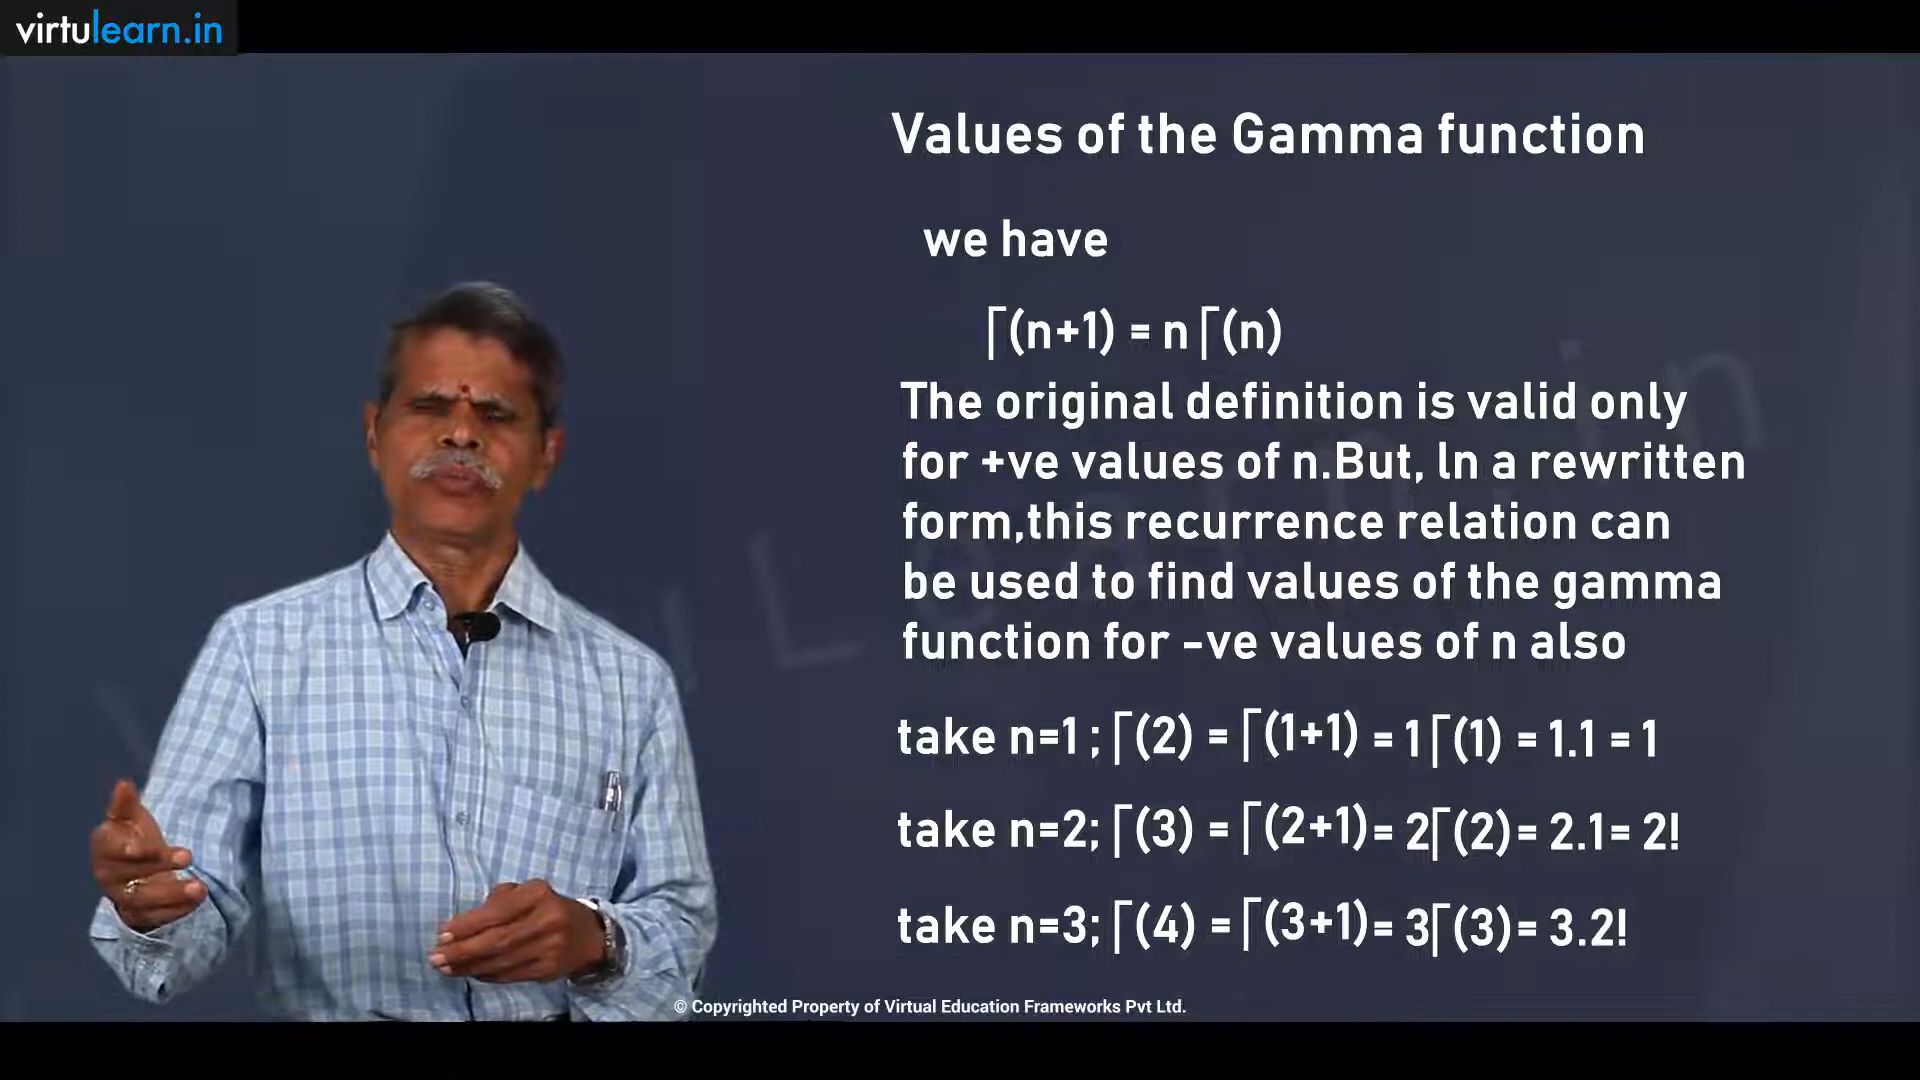 virtulearn.in
Values of the Gamma function
we have
Γ(n+1) = n Γ(n)
The original definition is valid only
for +ve values of n.But, ln a rewritten
form,this recurrence relation can
be used to find values of the gamma
function for -ve values of n also
take n=1 ; Γ(2) = Γ(1+1) = 1Γ(1) = 1.1 = 1
take n=2; Γ(3) = Γ(2+1)= 2Γ(2)= 2.1= 2!
take n=3; Γ(4) = Γ(3+1)= 3Γ(3)= 3.2!
© Copyrighted Property of Virtual Education Frameworks Pvt Ltd.